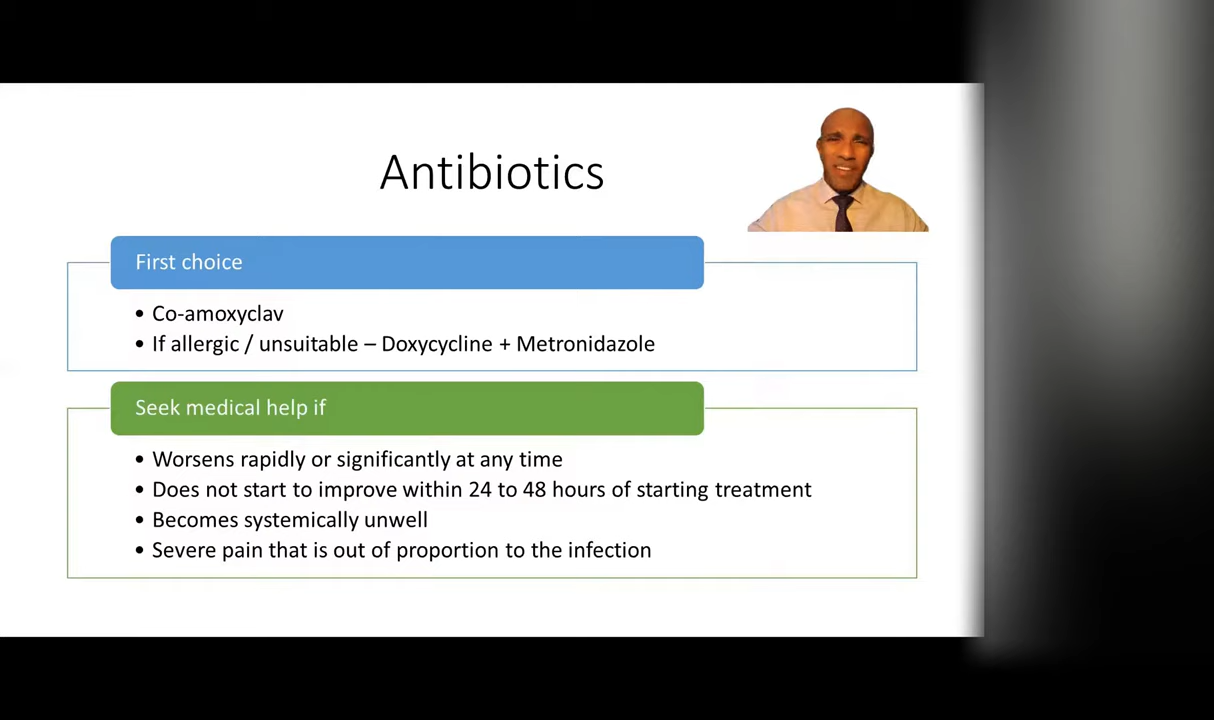 Antibiotics
First choice
• Co-amoxyclav
• If allergic / unsuitable – Doxycycline + Metronidazole
Seek medical help if
• Worsens rapidly or significantly at any time
• Does not start to improve within 24 to 48 hours of starting treatment
• Becomes systemically unwell
• Severe pain that is out of proportion to the infection